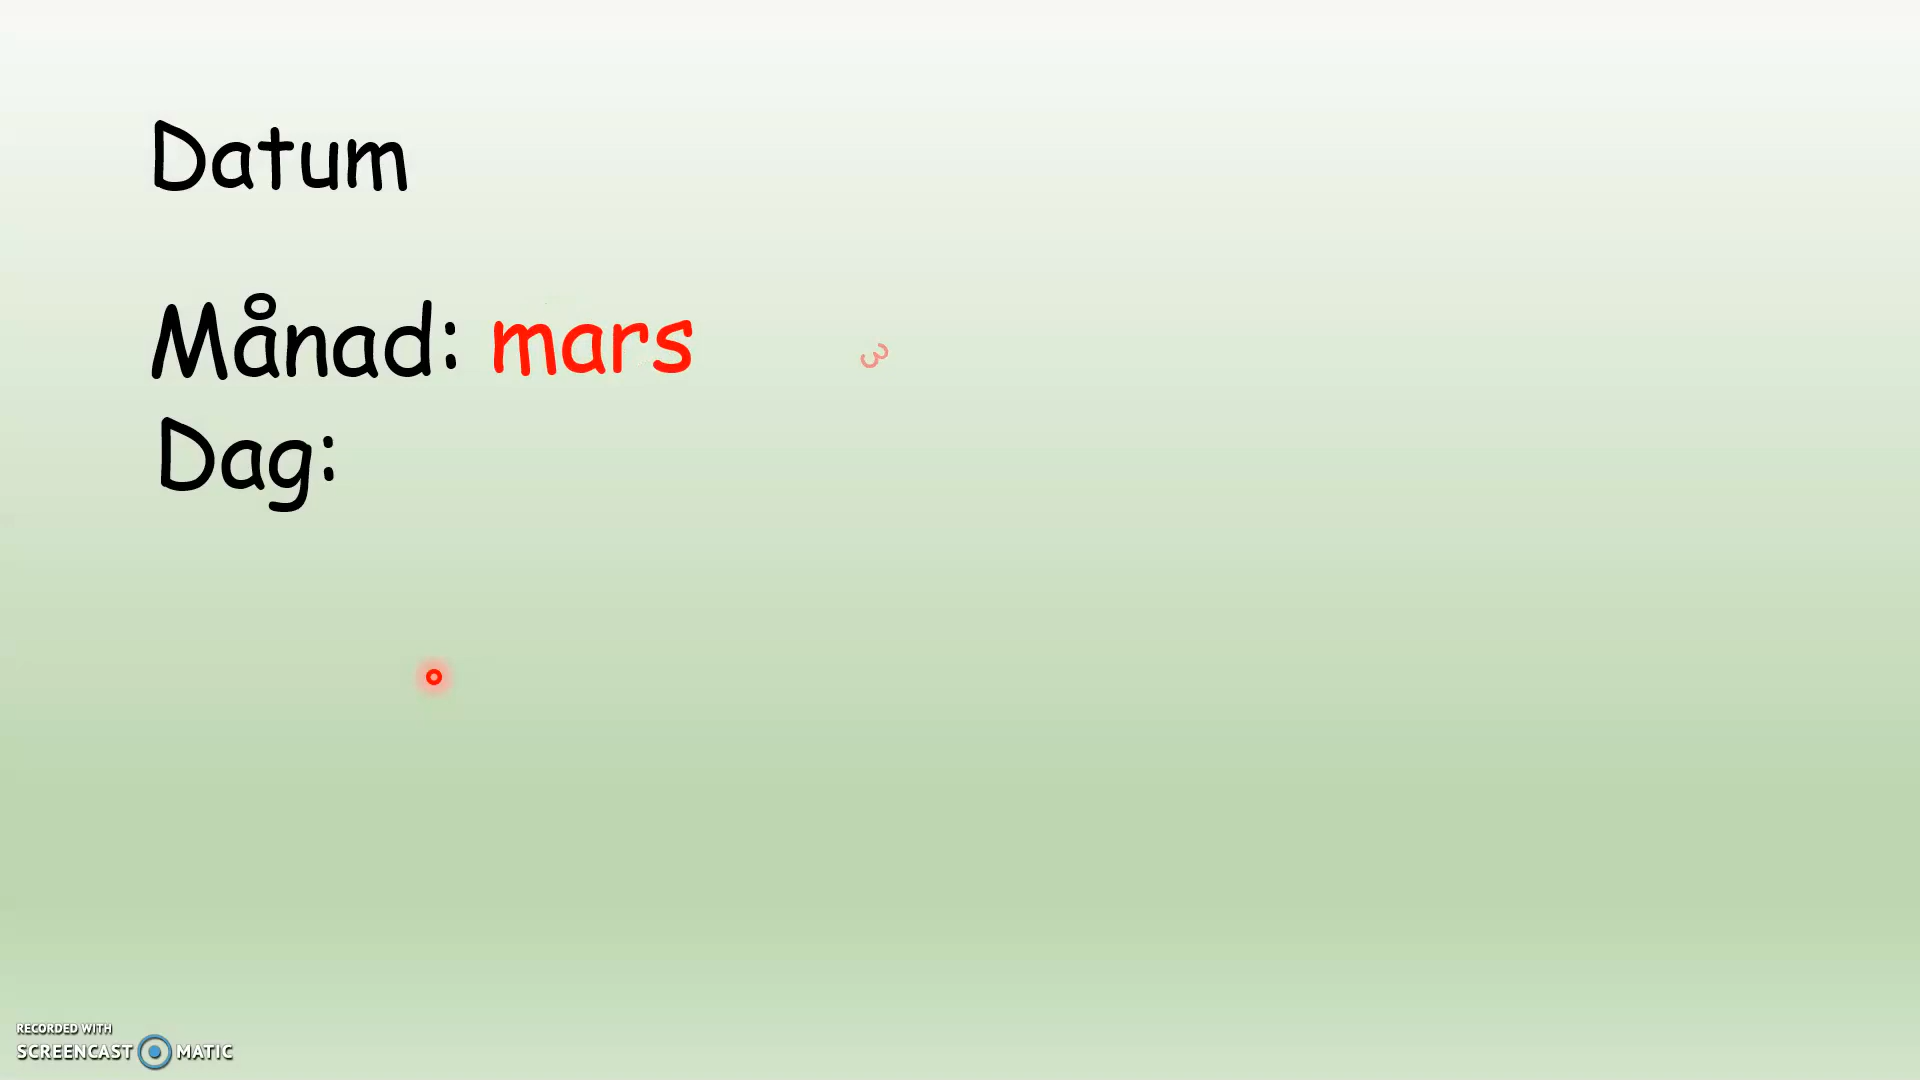 Datum
Månad: mars
3
Dag:
RECORDED WITH
SCREENCAST MATIC